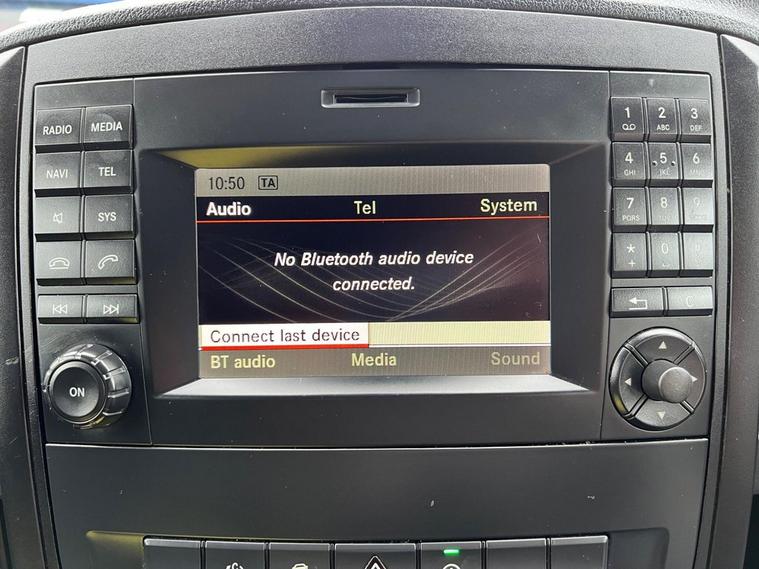 RADIO MEDIA
NAVI TEL
SYS
ON
10:50 TA
Audio Tel System
No Bluetooth audio device
connected.
Connect last device
BT audio Media Sound
1 2 3
ABC DEF
4 5 6
GHI JKL MNO
7 8 9
PQRS TUV
* 0 #
+
C